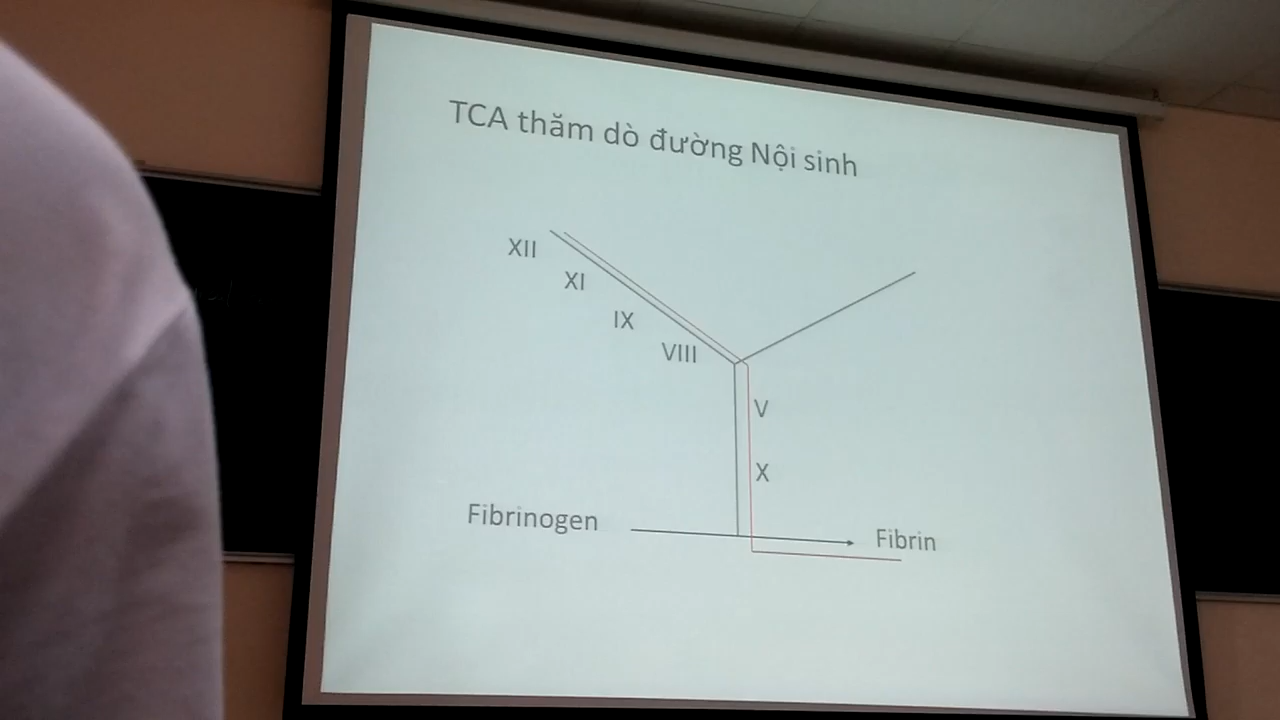 TCA thăm dò đường Nội sinh
XII
XI
IX
VIII
V
X
Fibrinogen
Fibrin